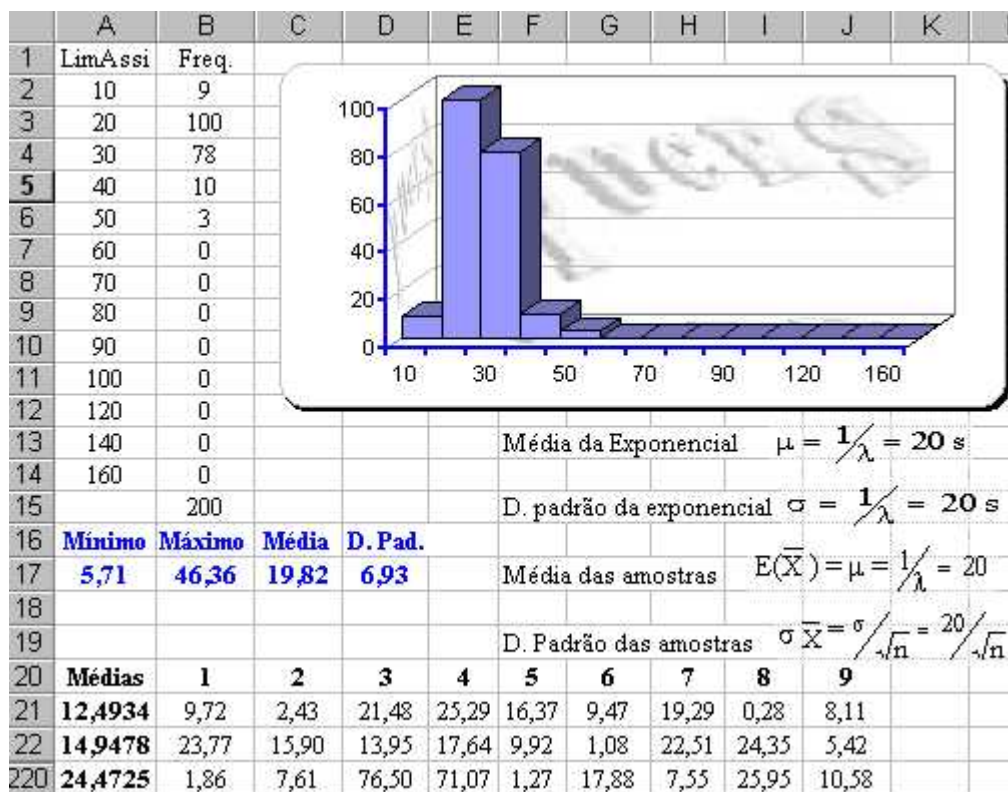 A B C D E F G H I J K
1 LimAssi Freq.
2 10 9
3 20 100
4 30 78
5 40 10
6 50 3
7 60 0
8 70 0
9 80 0
10 90 0
11 100 0
12 120 0
13 140 0
14 160 0
15 200
100
80
60
40
20
0
10 30 50 70 90 120 160
Média da Exponencial μ = 1/λ = 20 s
D. padrão da exponencial σ = 1/λ = 20 s
16 Mínimo Máximo Média D. Pad.
17 5,71 46,36 19,82 6,93 Média das amostras E(X̅) = μ = 1/λ = 20
18
19 D. Padrão das amostras σ X̅ = σ/√n = 20/√n
20 Médias 1 2 3 4 5 6 7 8 9
21 12,4934 9,72 2,43 21,48 25,29 16,37 9,47 19,29 0,28 8,11
22 14,9478 23,77 15,90 13,95 17,64 9,92 1,08 22,51 24,35 5,42
220 24,4725 1,86 7,61 76,50 71,07 1,27 17,88 7,55 25,95 10,58